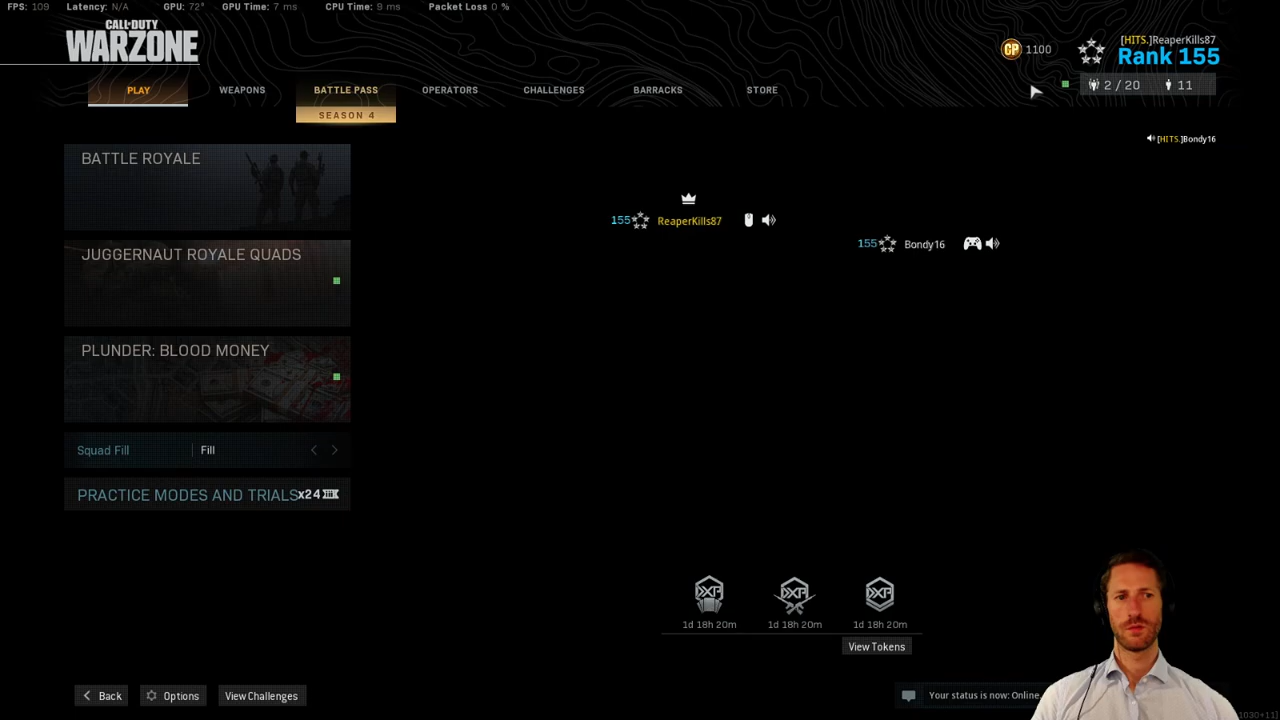 FPS: 109 Latency: N/A GPU: 72° GPU Time: 7 ms CPU Time: 9 ms Packet Loss 0 %
CALL·DUTY
WARZONE
CP 1100
[HITS.]ReaperKills87
Rank 155
2 / 20 11
PLAY WEAPONS BATTLE PASS OPERATORS CHALLENGES BARRACKS STORE
SEASON 4
[HITS.]Bondy16
BATTLE ROYALE
155 ReaperKills87
155 Bondy16
JUGGERNAUT ROYALE QUADS
PLUNDER: BLOOD MONEY
Squad Fill Fill
PRACTICE MODES AND TRIALS x24
DXP DXP DXP
1d 18h 20m 1d 18h 20m 1d 18h 20m
View Tokens
Back Options View Challenges
Your status is now: Online.